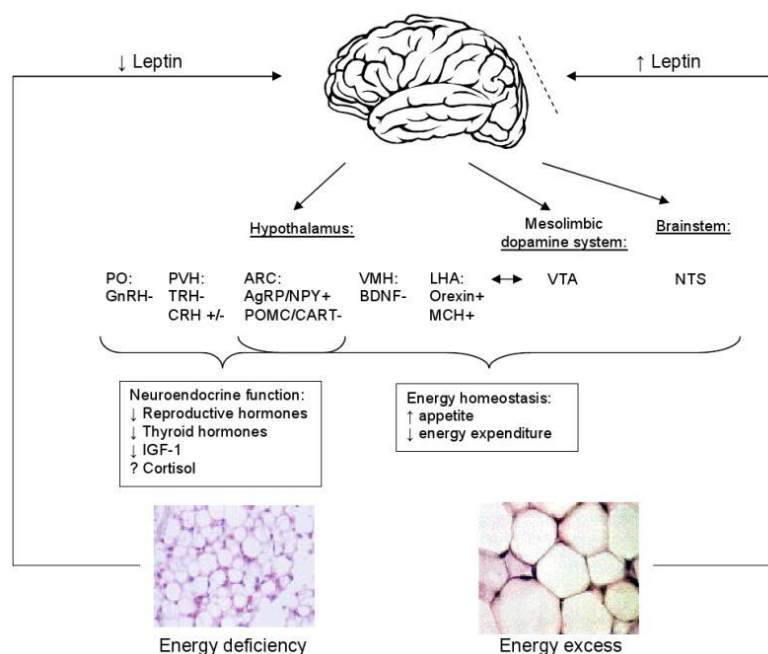 ↓ Leptin
↑ Leptin
Hypothalamus:
Mesolimbic
dopamine system:
Brainstem:
PO:
GnRH-
PVH:
TRH-
CRH +/-
ARC:
AgRP/NPY+
POMC/CART-
VMH:
BDNF-
LHA:
Orexin+
MCH+
VTA
NTS
Neuroendocrine function:
↓ Reproductive hormones
↓ Thyroid hormones
↓ IGF-1
? Cortisol
Energy homeostasis:
↑ appetite
↓ energy expenditure
Energy deficiency
Energy excess